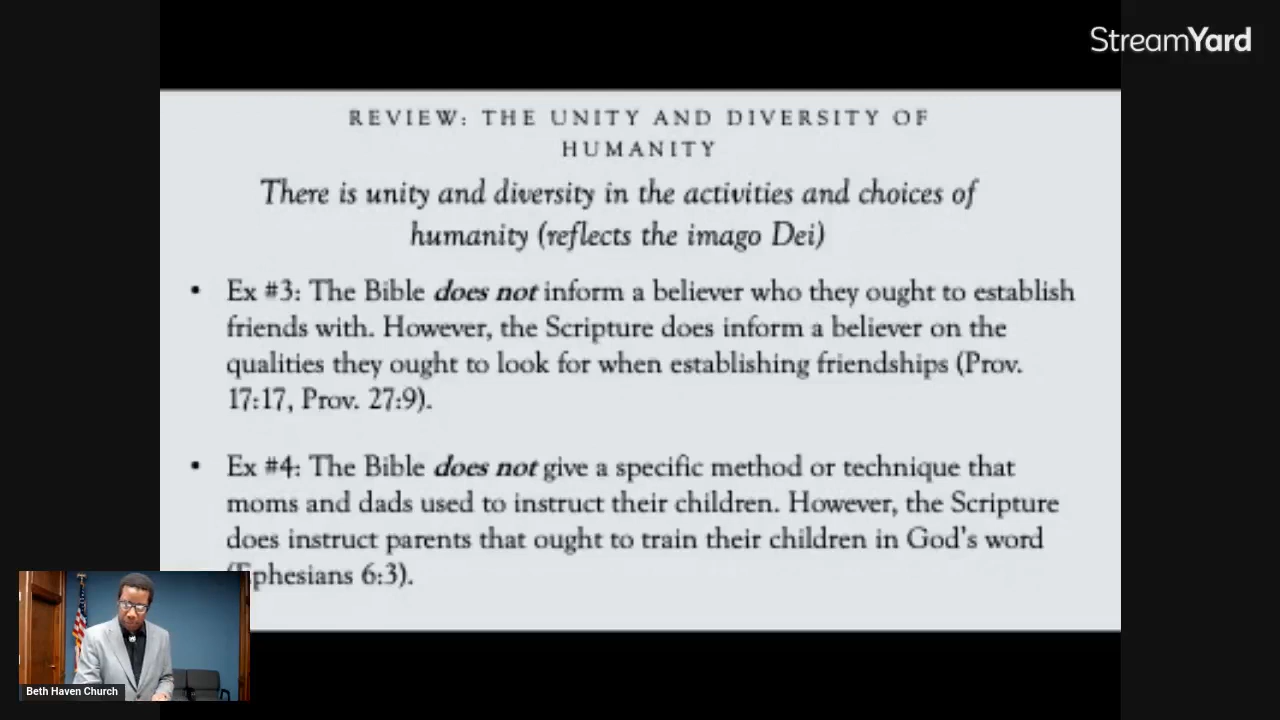 StreamYard
REVIEW: THE UNITY AND DIVERSITY OF
HUMANITY
There is unity and diversity in the activities and choices of
humanity (reflects the imago Dei)
• Ex #3: The Bible does not inform a believer who they ought to establish
friends with. However, the Scripture does inform a believer on the
qualities they ought to look for when establishing friendships (Prov.
17:17, Prov. 27:9).
• Ex #4: The Bible does not give a specific method or technique that
moms and dads used to instruct their children. However, the Scripture
does instruct parents that ought to train their children in God's word
(Ephesians 6:3).
Beth Haven Church